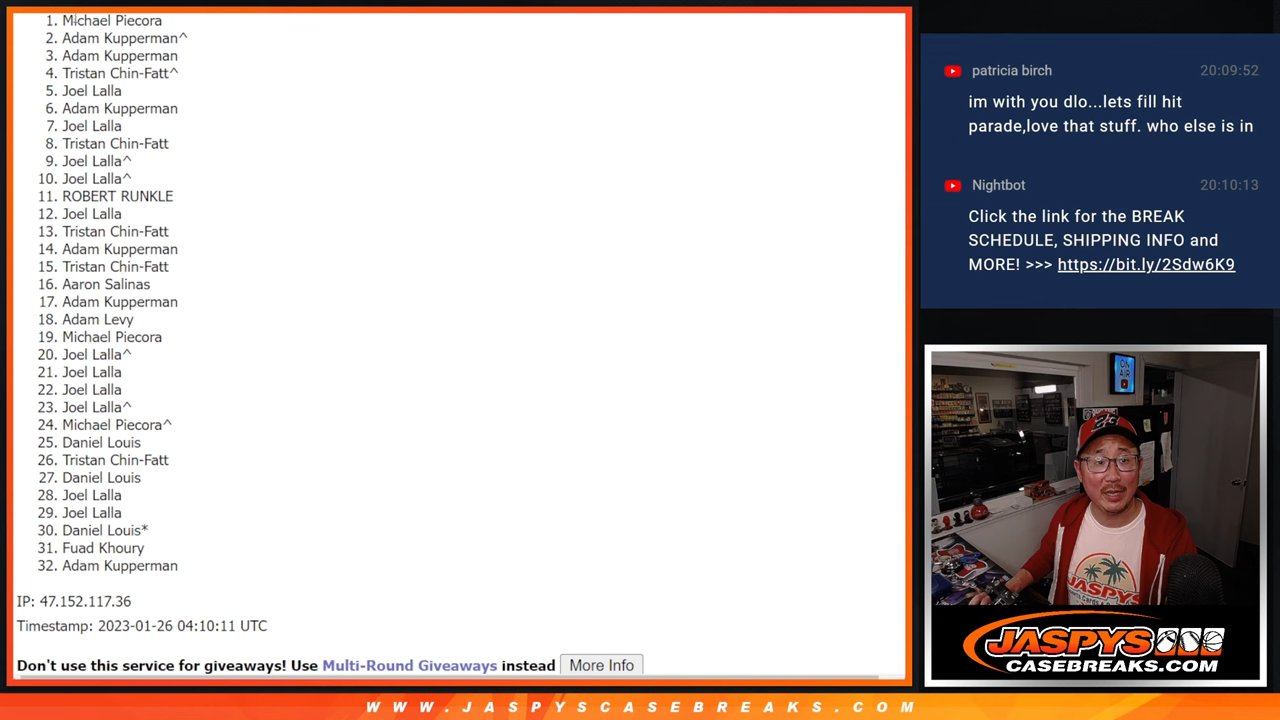 1. Michael Piecora
2. Adam Kupperman^
3. Adam Kupperman
4. Tristan Chin-Fatt^
5. Joel Lalla
6. Adam Kupperman
7. Joel Lalla
8. Tristan Chin-Fatt
9. Joel Lalla^
10. Joel Lalla^
11. ROBERT RUNKLE
12. Joel Lalla
13. Tristan Chin-Fatt
14. Adam Kupperman
15. Tristan Chin-Fatt
16. Aaron Salinas
17. Adam Kupperman
18. Adam Levy
19. Michael Piecora
20. Joel Lalla^
21. Joel Lalla
22. Joel Lalla
23. Joel Lalla^
24. Michael Piecora^
25. Daniel Louis
26. Tristan Chin-Fatt
27. Daniel Louis
28. Joel Lalla
29. Joel Lalla
30. Daniel Louis*
31. Fuad Khoury
32. Adam Kupperman
IP: 47.152.117.36
Timestamp: 2023-01-26 04:10:11 UTC
Don't use this service for giveaways! Use Multi-Round Giveaways instead More Info
patricia birch 20:09:52
im with you dlo...lets fill hit
parade,love that stuff. who else is in
Nightbot 20:10:13
Click the link for the BREAK
SCHEDULE, SHIPPING INFO and
MORE! >>> https://bit.ly/2Sdw6K9
ON
AIR
JASPYS
JASPYS
CASEBREAKS.COM
WWW.JASPYSCASEBREAKS.COM